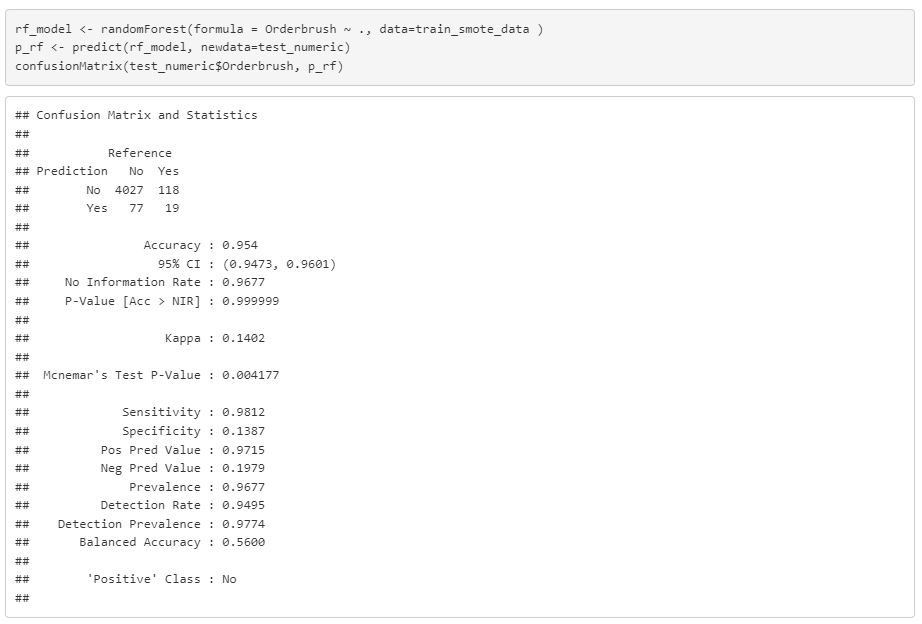 rf_model <- randomForest(formula = Orderbrush ~ ., data=train_smote_data )
p_rf <- predict(rf_model, newdata=test_numeric)
confusionMatrix(test_numeric$Orderbrush, p_rf)
## Confusion Matrix and Statistics
##
##           Reference
## Prediction   No  Yes
##        No  4027  118
##        Yes   77   19
##
##                Accuracy : 0.954
##                  95% CI : (0.9473, 0.9601)
##     No Information Rate : 0.9677
##     P-Value [Acc > NIR] : 0.999999
##
##                   Kappa : 0.1402
##
##  Mcnemar's Test P-Value : 0.004177
##
##             Sensitivity : 0.9812
##             Specificity : 0.1387
##          Pos Pred Value : 0.9715
##          Neg Pred Value : 0.1979
##              Prevalence : 0.9677
##          Detection Rate : 0.9495
##    Detection Prevalence : 0.9774
##       Balanced Accuracy : 0.5600
##
##        'Positive' Class : No
##